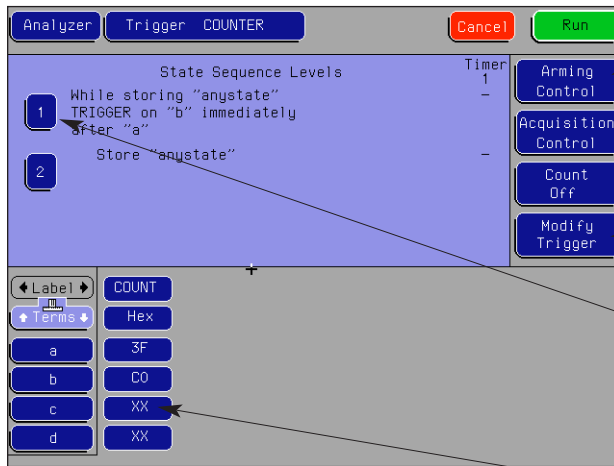 Analyzer Trigger COUNTER Cancel Run
State Sequence Levels
Timer
1
1
While storing "anystate"
TRIGGER on "b" immediately
after "a"
–
2
Store "anystate"
–
Arming
Control
Acquisition
Control
Count
Off
Modify
Trigger
Label COUNT
Terms Hex
a 3F
b C0
c XX
d XX